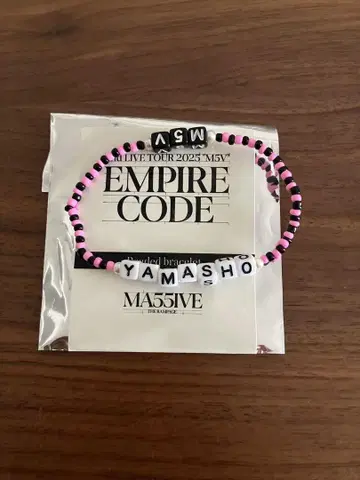 M5V
LIVE TOUR 2025 "M5V"
EMPIRE
CODE
Beaded bracelet
YAMASHO
MA55IVE
THE RAMPAGE